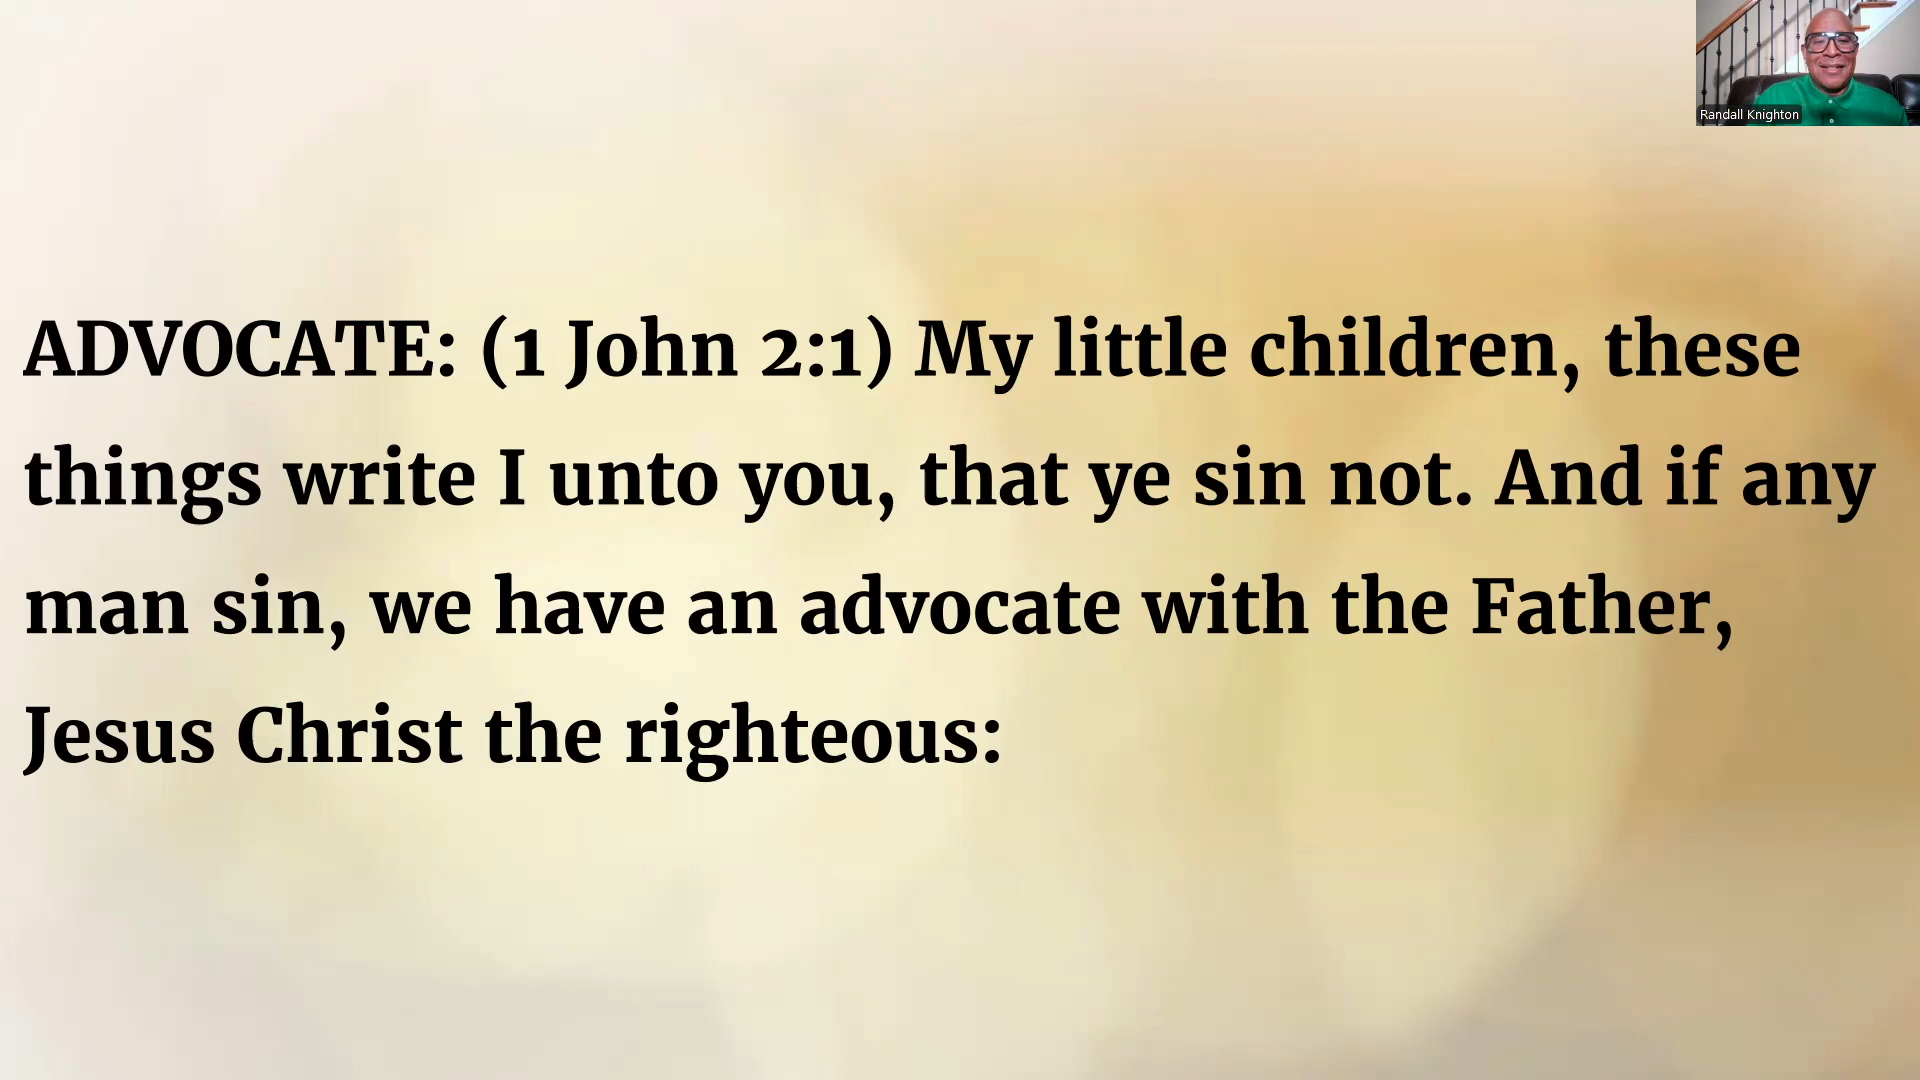 Randall Knighton
ADVOCATE: (1 John 2:1) My little children, these
things write I unto you, that ye sin not. And if any
man sin, we have an advocate with the Father,
Jesus Christ the righteous: